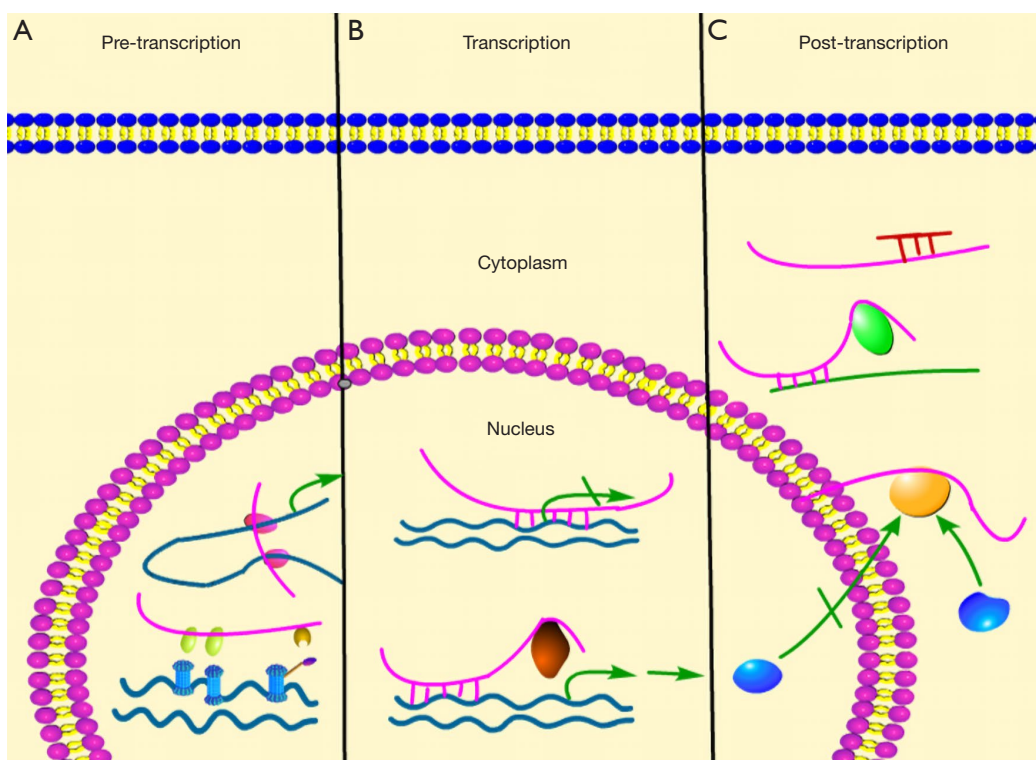 A
Pre-transcription
B
Transcription
C
Post-transcription
Cytoplasm
Nucleus